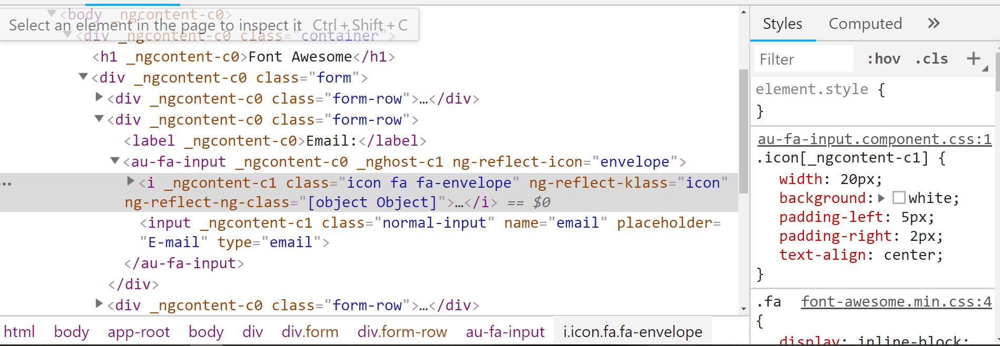 <body _ngcontent-c0>
Select an element in the page to inspect it Ctrl + Shift + C
<div _ngcontent-c0 class="container">
<h1 _ngcontent-c0>Font Awesome</h1>
<div _ngcontent-c0 class="form">
<div _ngcontent-c0 class="form-row">…</div>
<div _ngcontent-c0 class="form-row">
<label _ngcontent-c0>Email:</label>
<au-fa-input _ngcontent-c0 _nghost-c1 ng-reflect-icon="envelope">
<i _ngcontent-c1 class="icon fa fa-envelope" ng-reflect-klass="icon"
ng-reflect-ng-class="[object Object]">…</i> == $0
<input _ngcontent-c1 class="normal-input" name="email" placeholder=
"E-mail" type="email">
</au-fa-input>
</div>
<div _ngcontent-c0 class="form-row">…</div>
html body app-root body div div.form div.form-row au-fa-input i.icon.fa.fa-envelope
Styles Computed »
Filter :hov .cls +
element.style {
}
au-fa-input.component.css:1
.icon[_ngcontent-c1] {
width: 20px;
background: white;
padding-left: 5px;
padding-right: 2px;
text-align: center;
}
.fa font-awesome.min.css:4
{
display: inline-block;